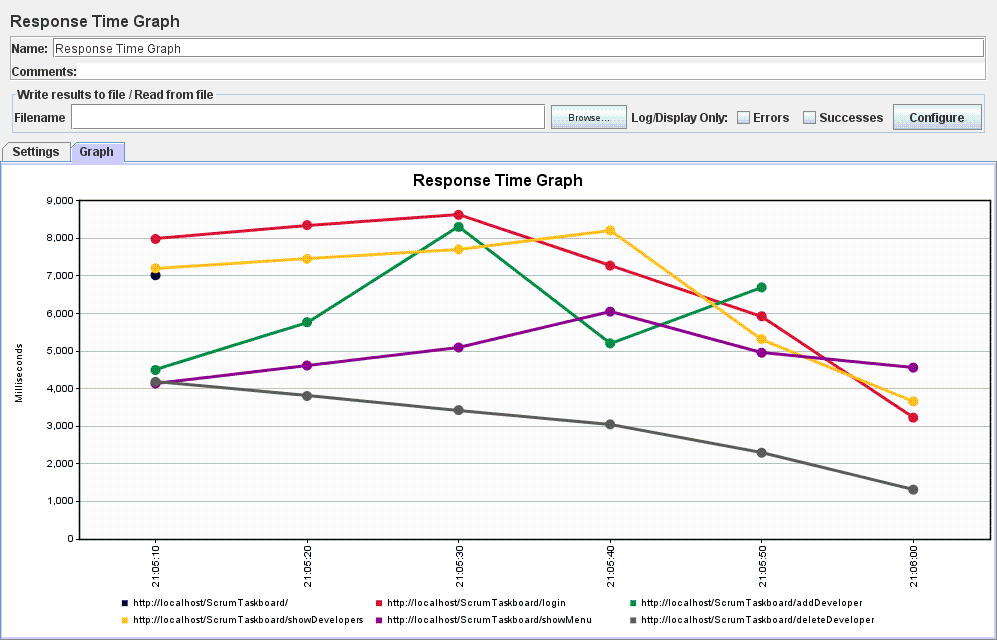 Response Time Graph
Name: Response Time Graph
Comments:
Write results to file / Read from file
Filename Browse... Log/Display Only: Errors Successes Configure
Settings Graph
Response Time Graph
Milliseconds
9,000
8,000
7,000
6,000
5,000
4,000
3,000
2,000
1,000
0
21:05:10 21:05:20 21:05:30 21:05:40 21:05:50 21:06:00
http://localhost/ScrumTaskboard/ http://localhost/ScrumTaskboard/login http://localhost/ScrumTaskboard/addDeveloper
http://localhost/ScrumTaskboard/showDevelopers http://localhost/ScrumTaskboard/showMenu http://localhost/ScrumTaskboard/deleteDeveloper